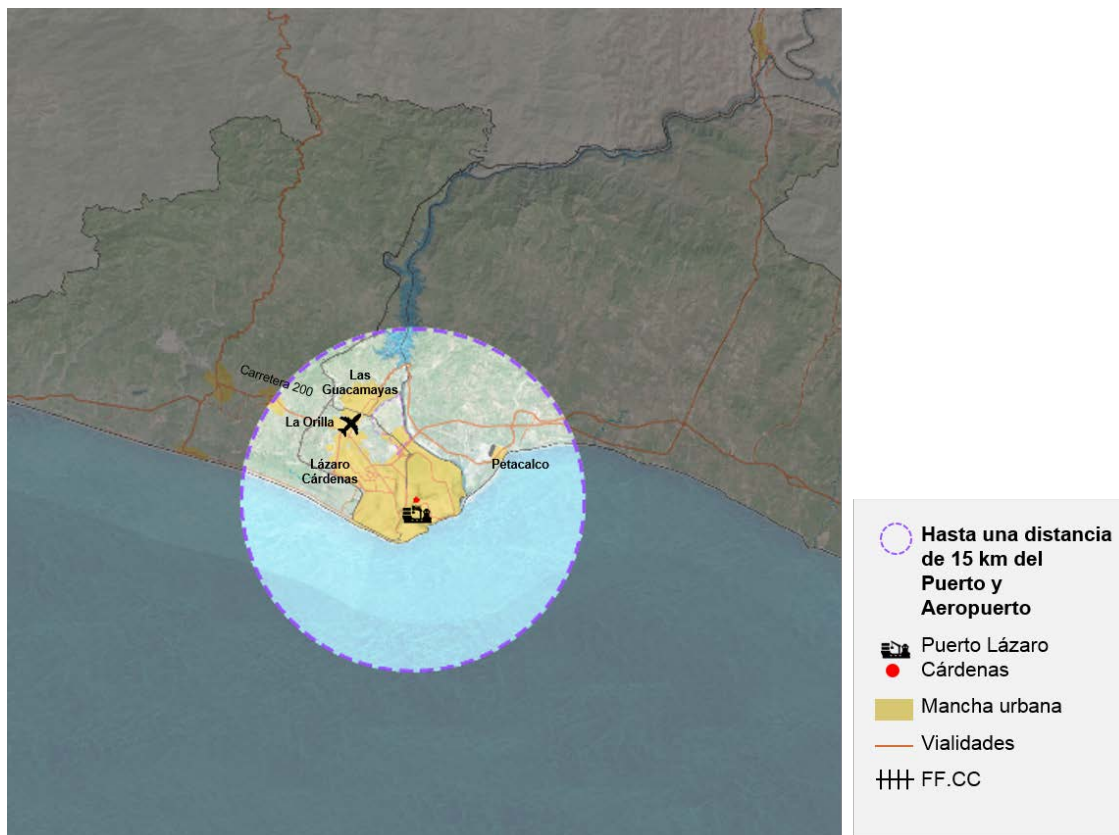 Carretera 200
Las
Guacamayas
La Orilla
Lázaro
Cárdenas
Petacalco
Hasta una distancia
de 15 km del
Puerto y
Aeropuerto
Puerto Lázaro
Cárdenas
Mancha urbana
Vialidades
FF.CC